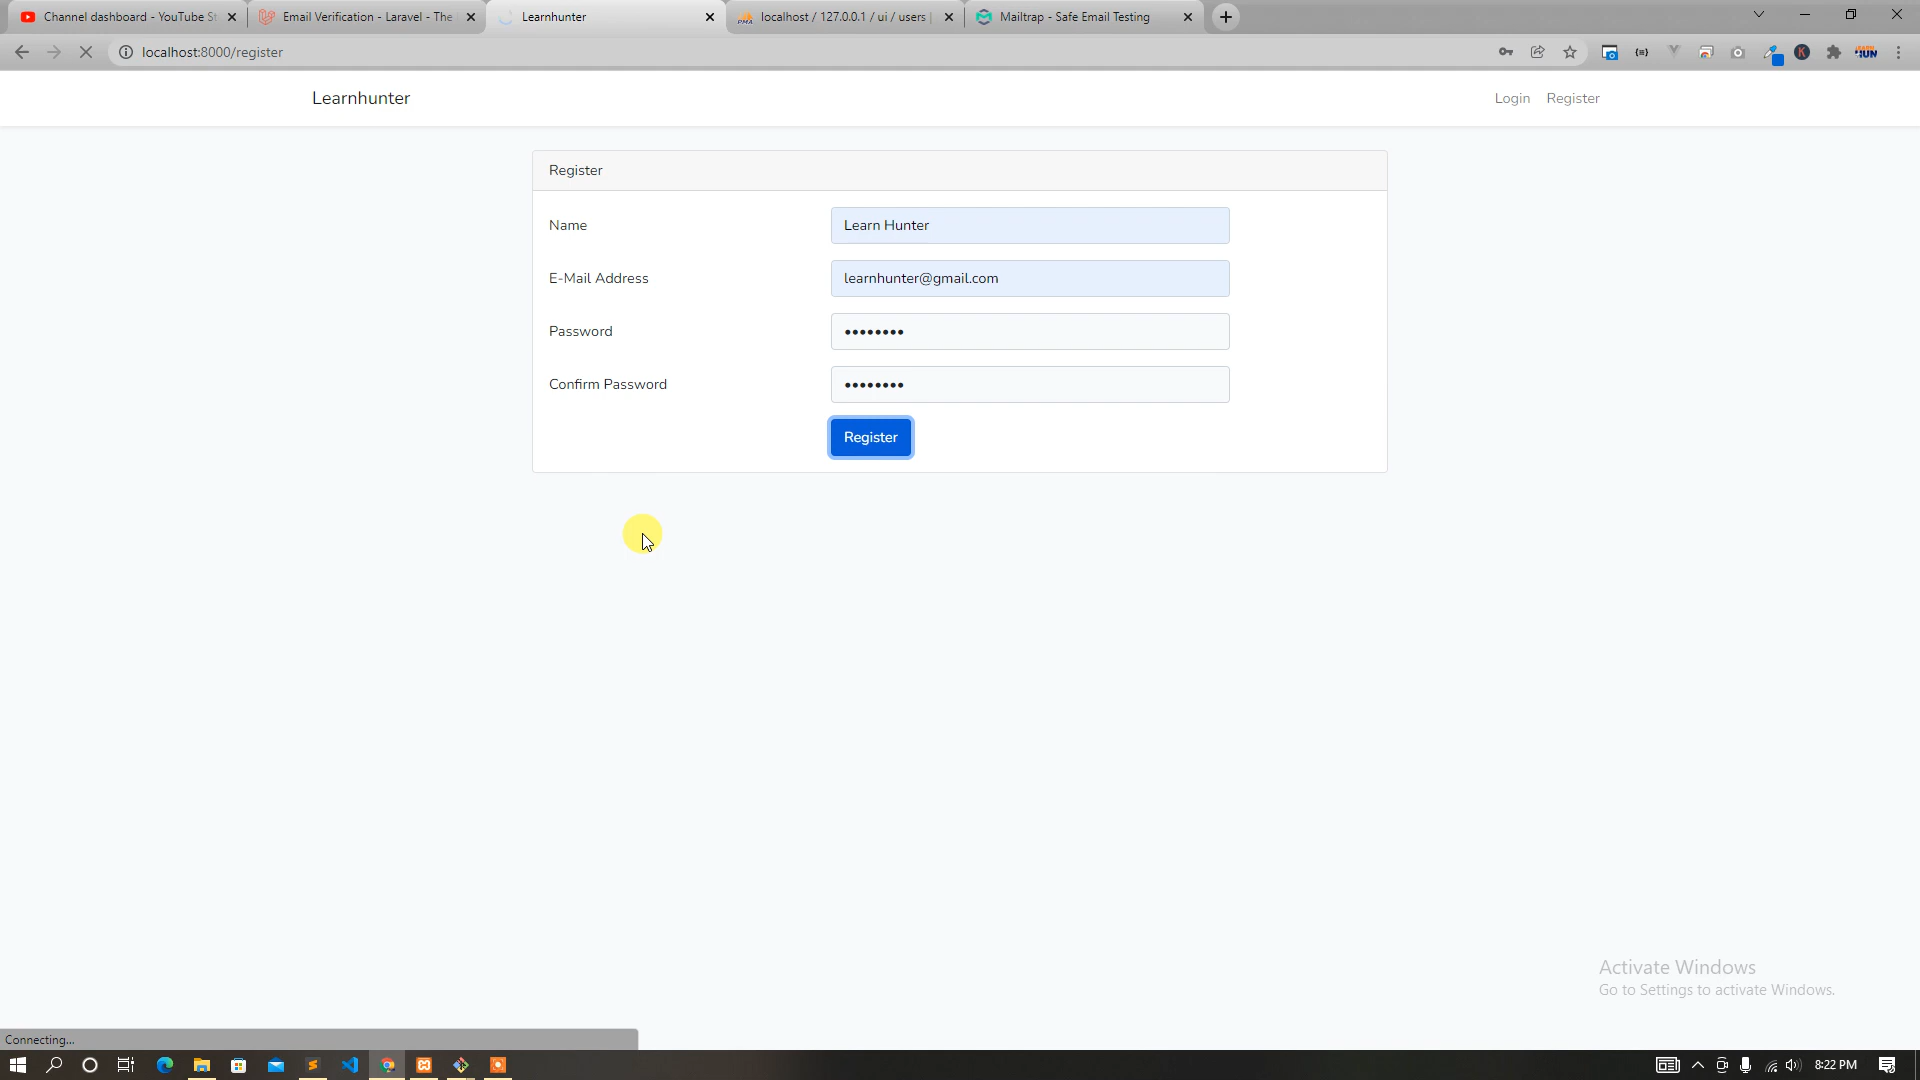 Channel dashboard - YouTube St
Email Verification - Laravel - The
Learnhunter
localhost / 127.0.0.1 / ui / users |
Mailtrap - Safe Email Testing
localhost:8000/register
Learnhunter
Login
Register
Register
Name
Learn Hunter
E-Mail Address
learnhunter@gmail.com
Password
••••••••
Confirm Password
••••••••
Register
Activate Windows
Go to Settings to activate Windows.
Connecting...
8:22 PM